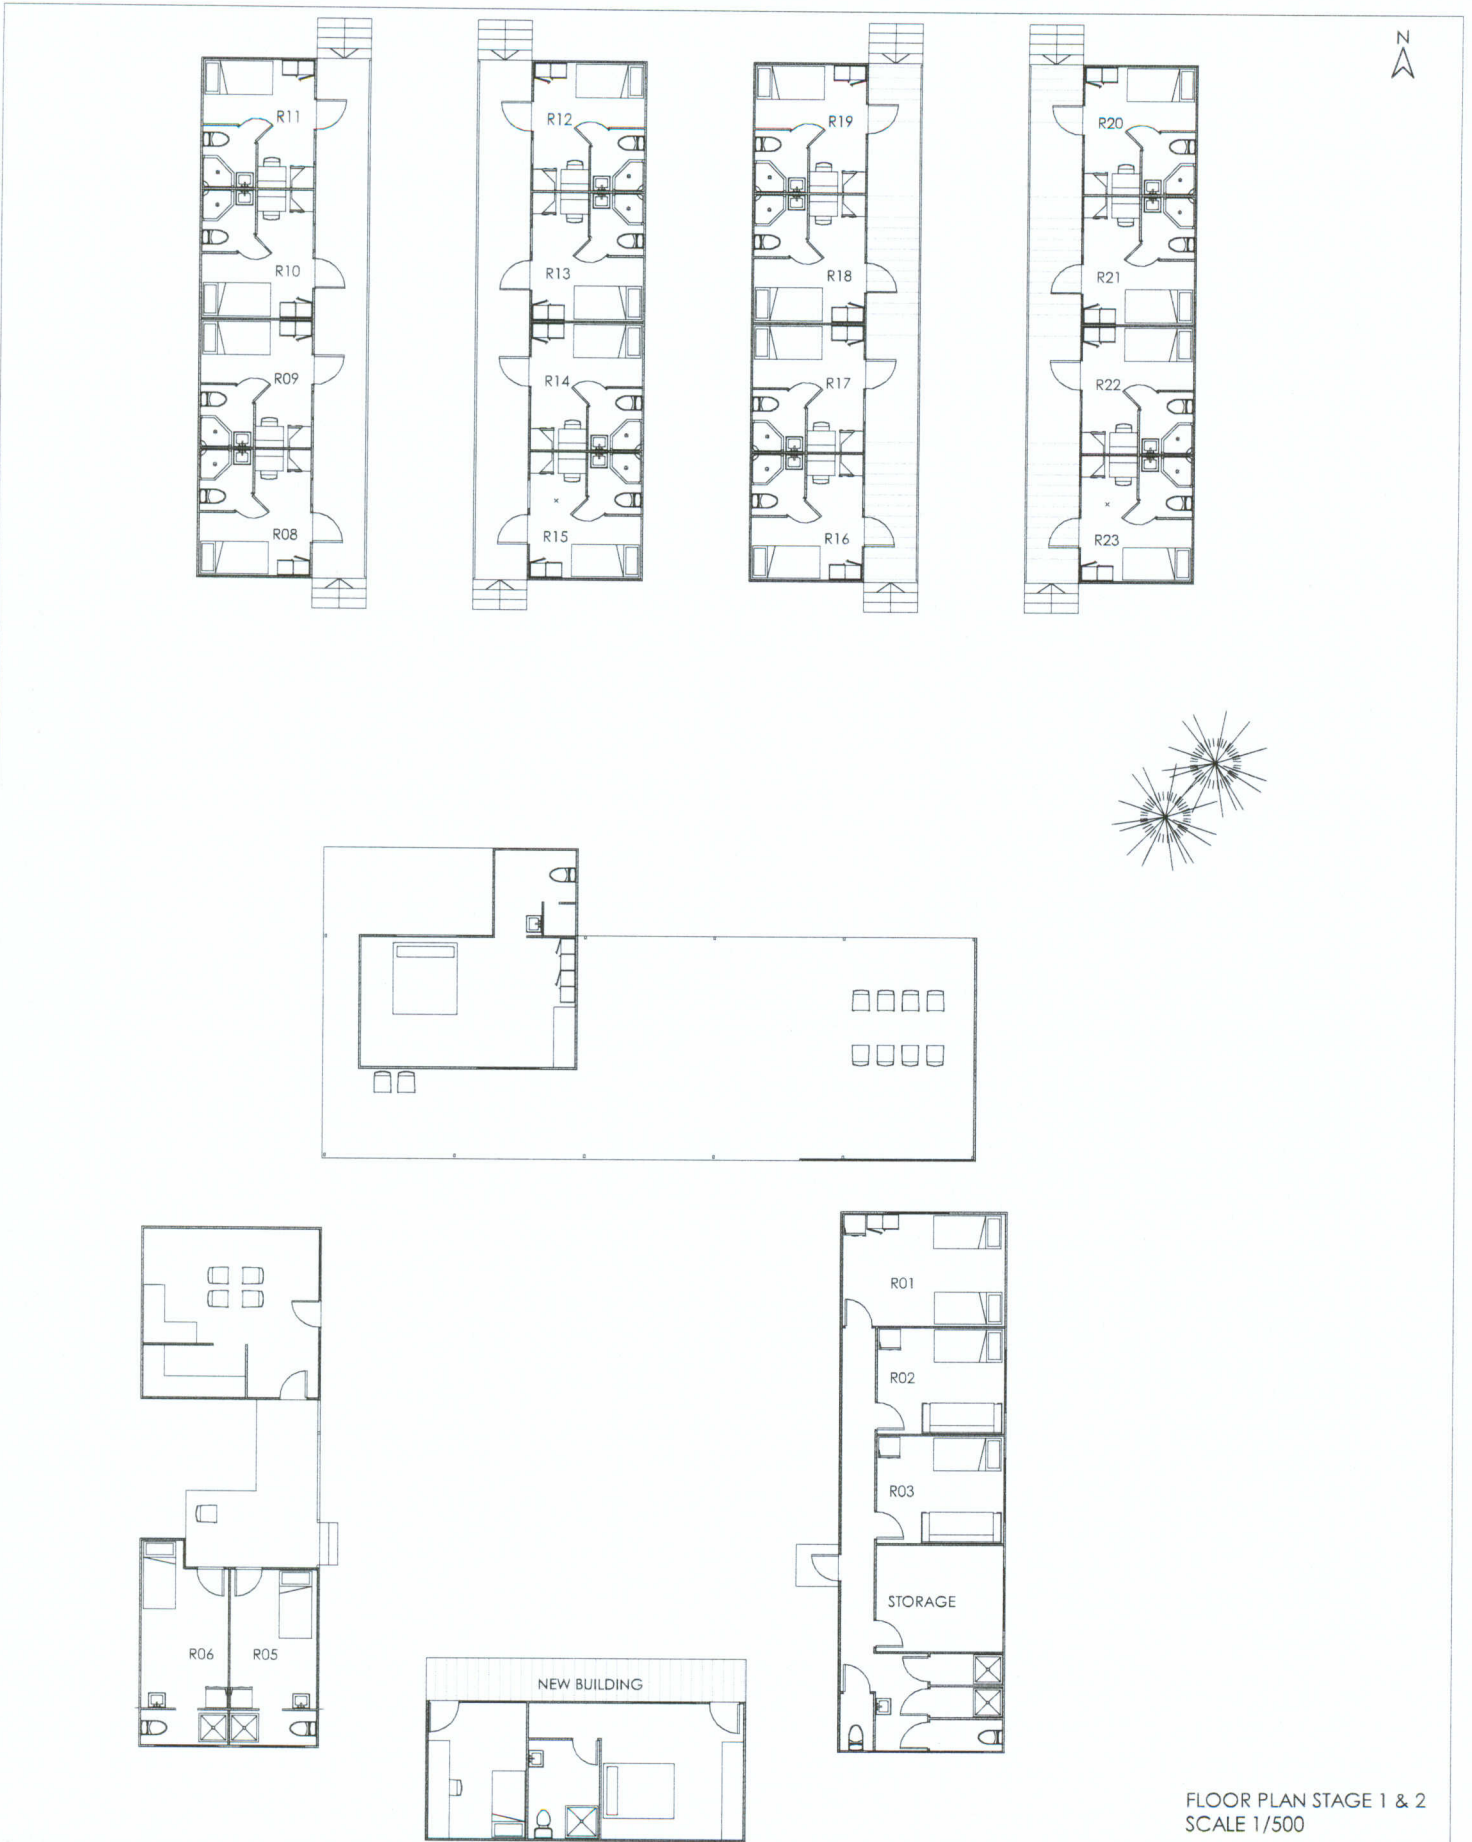 N
R11
R12
R19
R20
R10
R13
R18
R21
R09
R14
R17
R22
R08
R15
R16
R23
R01
R02
R03
STORAGE
R06
R05
NEW BUILDING
FLOOR PLAN STAGE 1 & 2
SCALE 1/500